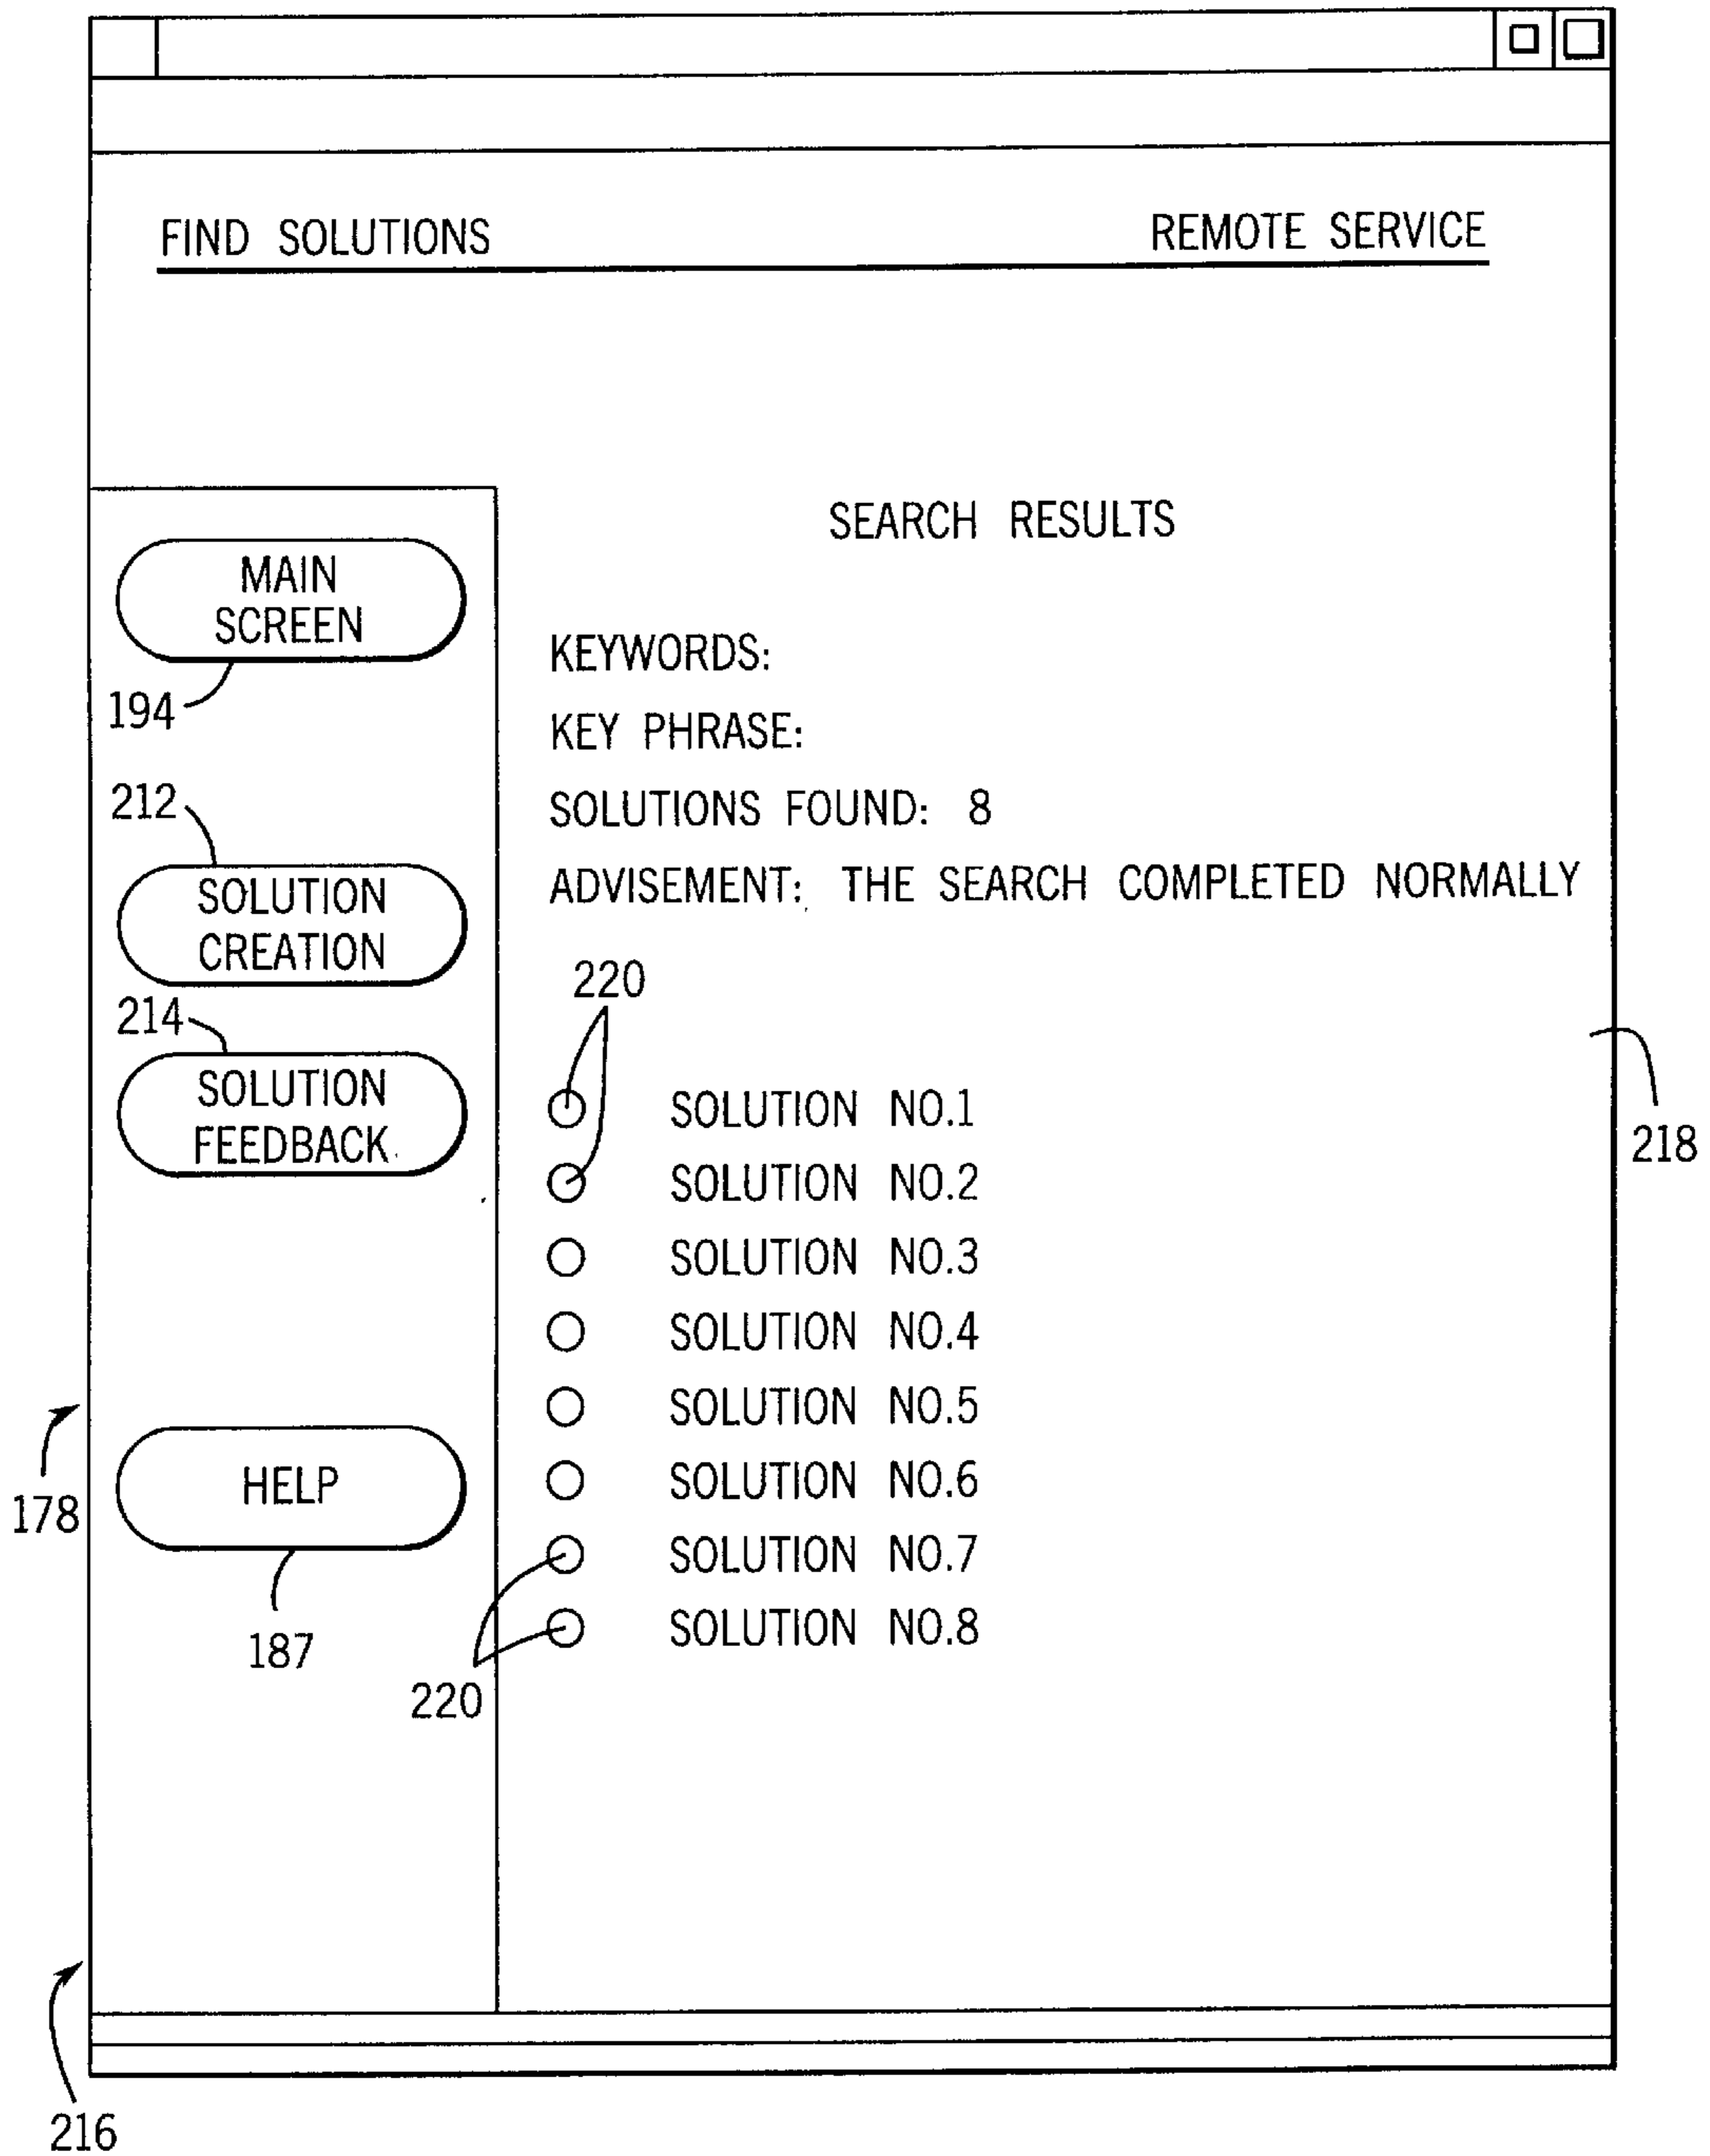 FIND SOLUTIONS
REMOTE SERVICE
SEARCH RESULTS
MAIN
SCREEN
194
KEYWORDS:
KEY PHRASE:
SOLUTIONS FOUND: 8
ADVISEMENT: THE SEARCH COMPLETED NORMALLY
212
SOLUTION
CREATION
214
SOLUTION
FEEDBACK
220
218
SOLUTION NO.1
SOLUTION NO.2
SOLUTION NO.3
SOLUTION NO.4
SOLUTION NO.5
SOLUTION NO.6
SOLUTION NO.7
SOLUTION NO.8
178
HELP
187
220
216